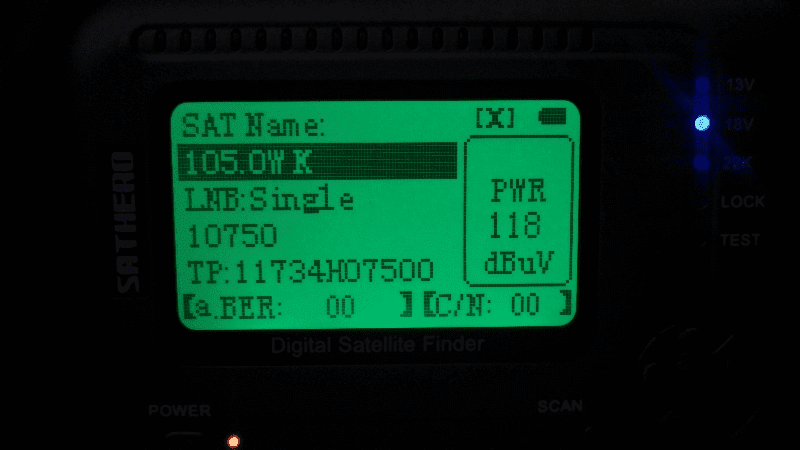 SAT Name:
[X]
105.0W K
LNB:Single
10750
TP:11734H07500
PWR
118
dBuV
[a.BER: 00 ] [C/N: 00 ]
Digital Satellite Finder
SATHERO
13V
18V
22K
LOCK
TEST
POWER
SCAN